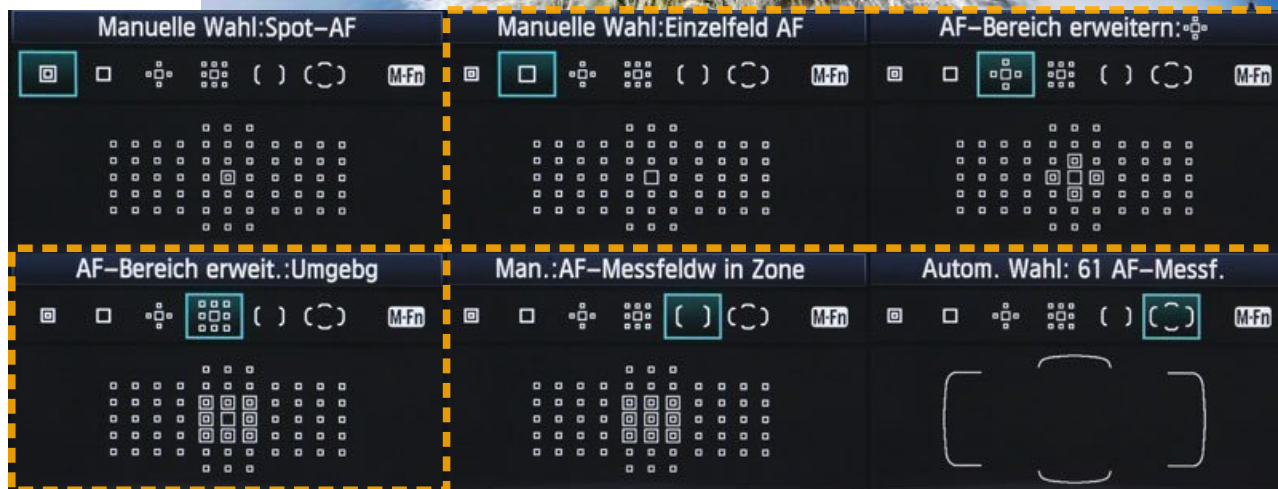 Manuelle Wahl:Spot-AF
M-Fn
Manuelle Wahl:Einzelfeld AF
M-Fn
AF-Bereich erweitern:
M-Fn
AF-Bereich erweit.:Umgebg
M-Fn
Man.:AF-Messfeldw in Zone
M-Fn
Autom. Wahl: 61 AF-Messf.
M-Fn